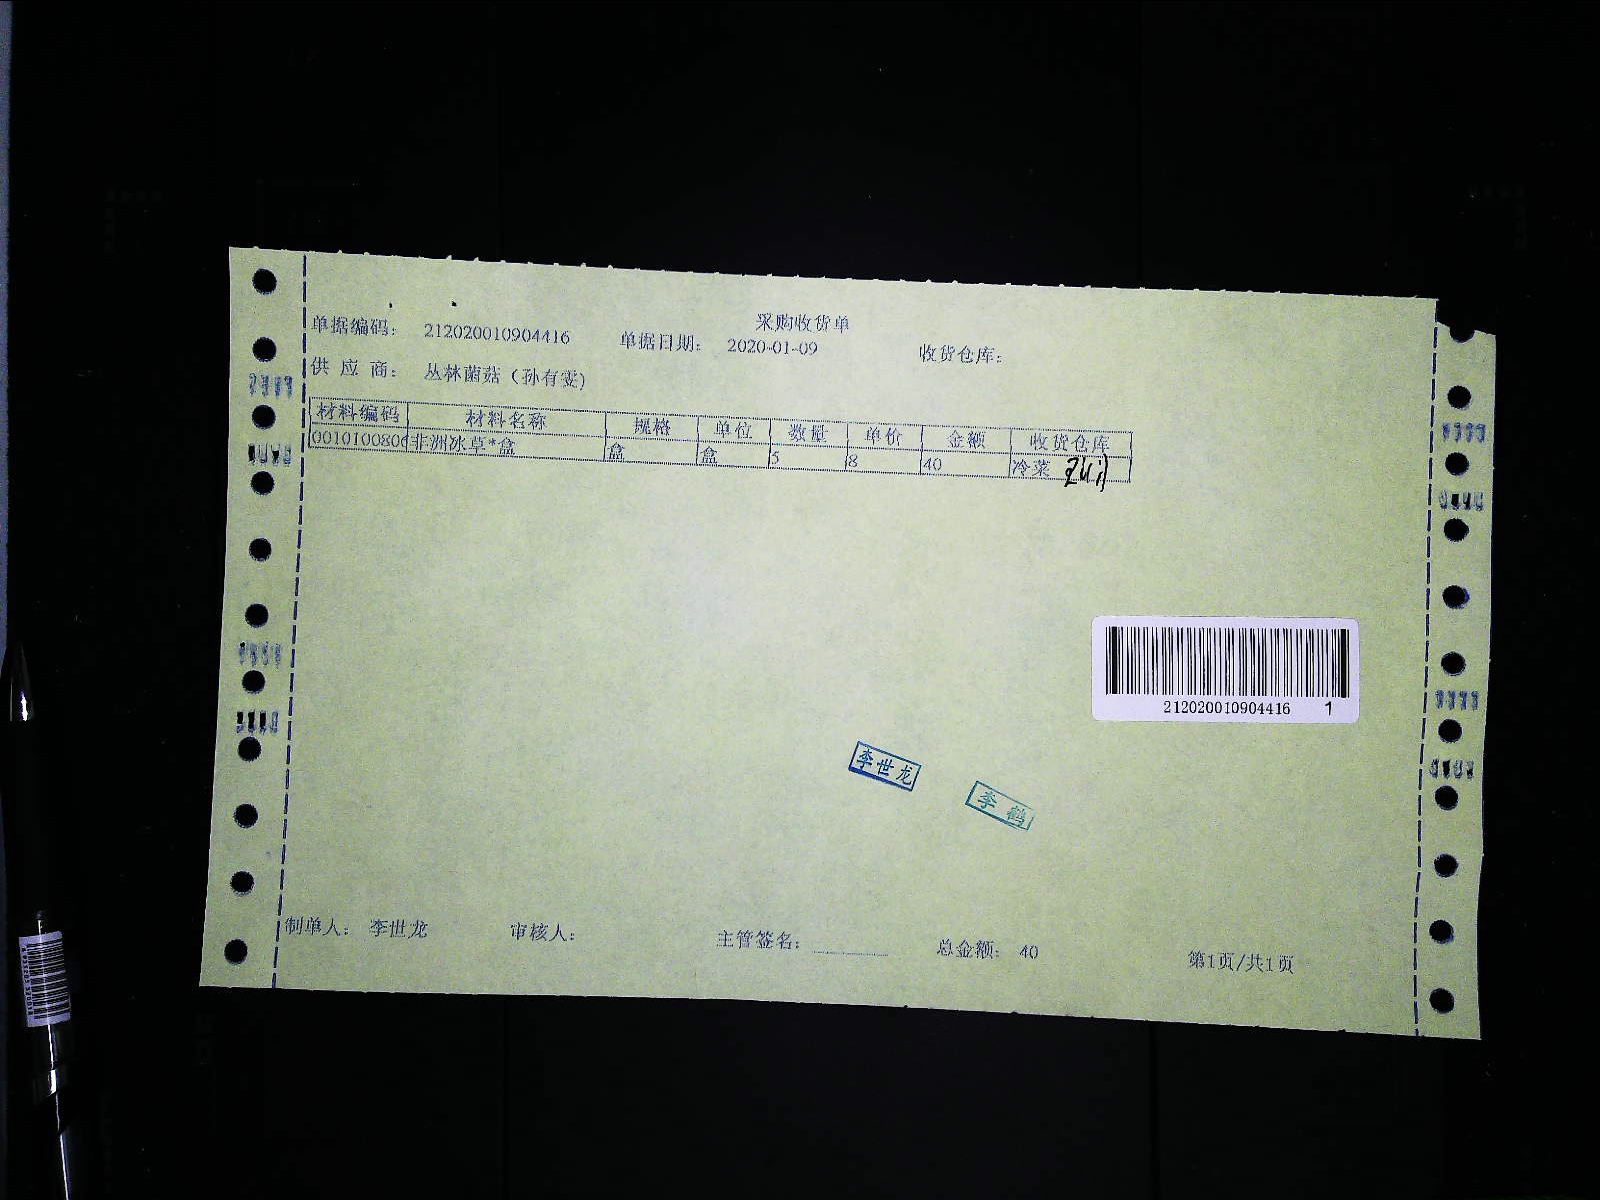 采购收货单
单据编码: 212020010904416 单据日期: 2020-01-09 收货仓库:
供 应 商: 丛林菌菇 (孙有雯)
材料编码 材料名称 规格 单位 数量 单价 金额 收货仓库
非洲冰草*盒 盒 盒 5 8 40 冷菜
212020010904416 1
李世龙
李 鹤
制单人: 李世龙 审核人: 主管签名: 总金额: 40 第1页/共1页